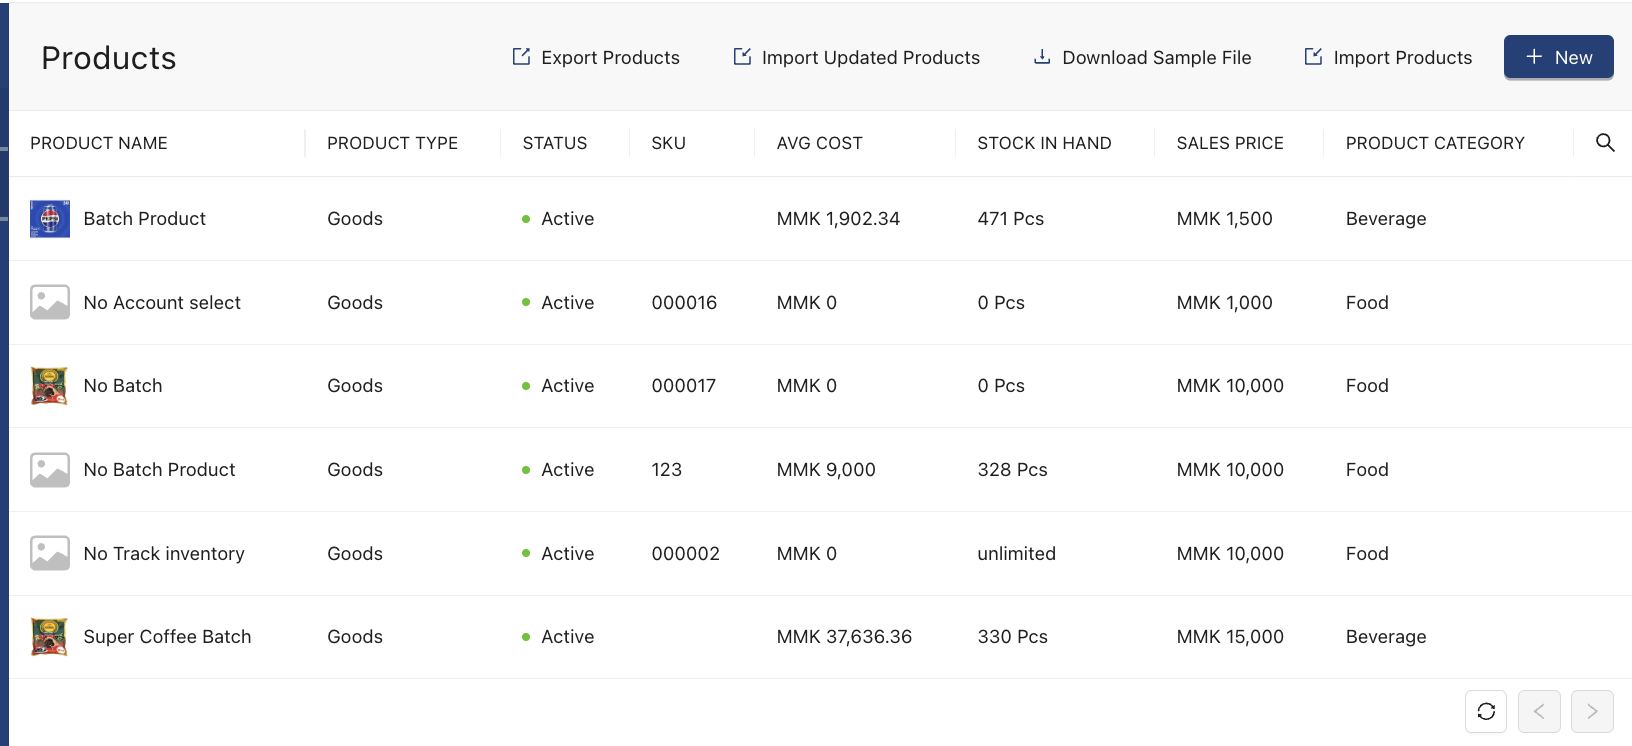 Products
Export Products
Import Updated Products
Download Sample File
Import Products
New
PRODUCT NAME PRODUCT TYPE STATUS SKU AVG COST STOCK IN HAND SALES PRICE PRODUCT CATEGORY
Batch Product Goods Active MMK 1,902.34 471 Pcs MMK 1,500 Beverage
No Account select Goods Active 000016 MMK 0 0 Pcs MMK 1,000 Food
No Batch Goods Active 000017 MMK 0 0 Pcs MMK 10,000 Food
No Batch Product Goods Active 123 MMK 9,000 328 Pcs MMK 10,000 Food
No Track inventory Goods Active 000002 MMK 0 unlimited MMK 10,000 Food
Super Coffee Batch Goods Active MMK 37,636.36 330 Pcs MMK 15,000 Beverage